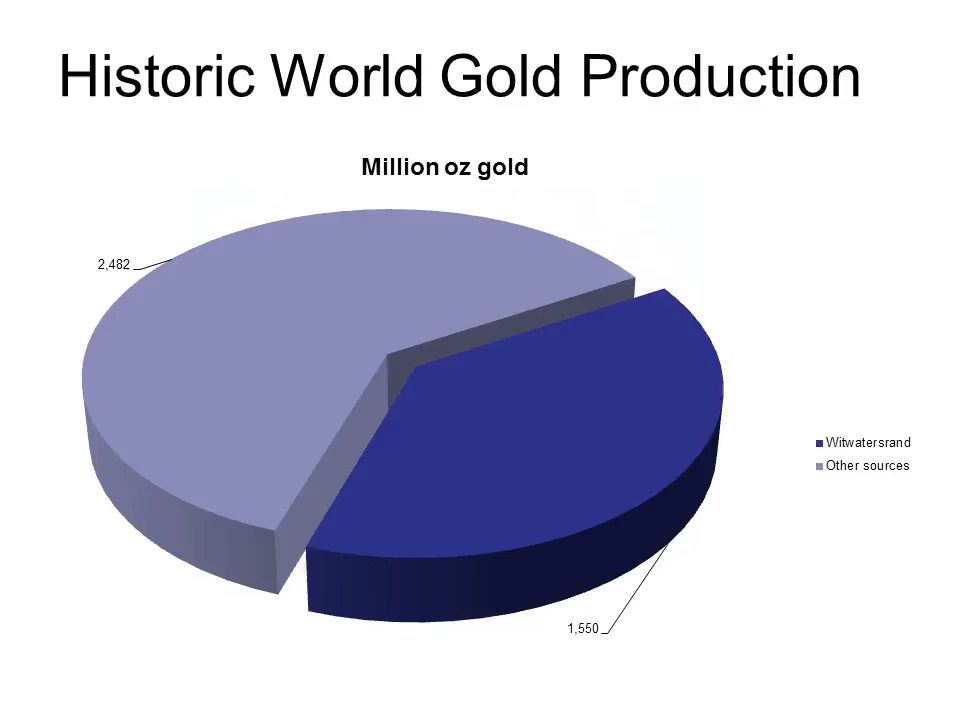 Historic World Gold Production
Million oz gold
2,482
Witwatersrand
Other sources
1,550